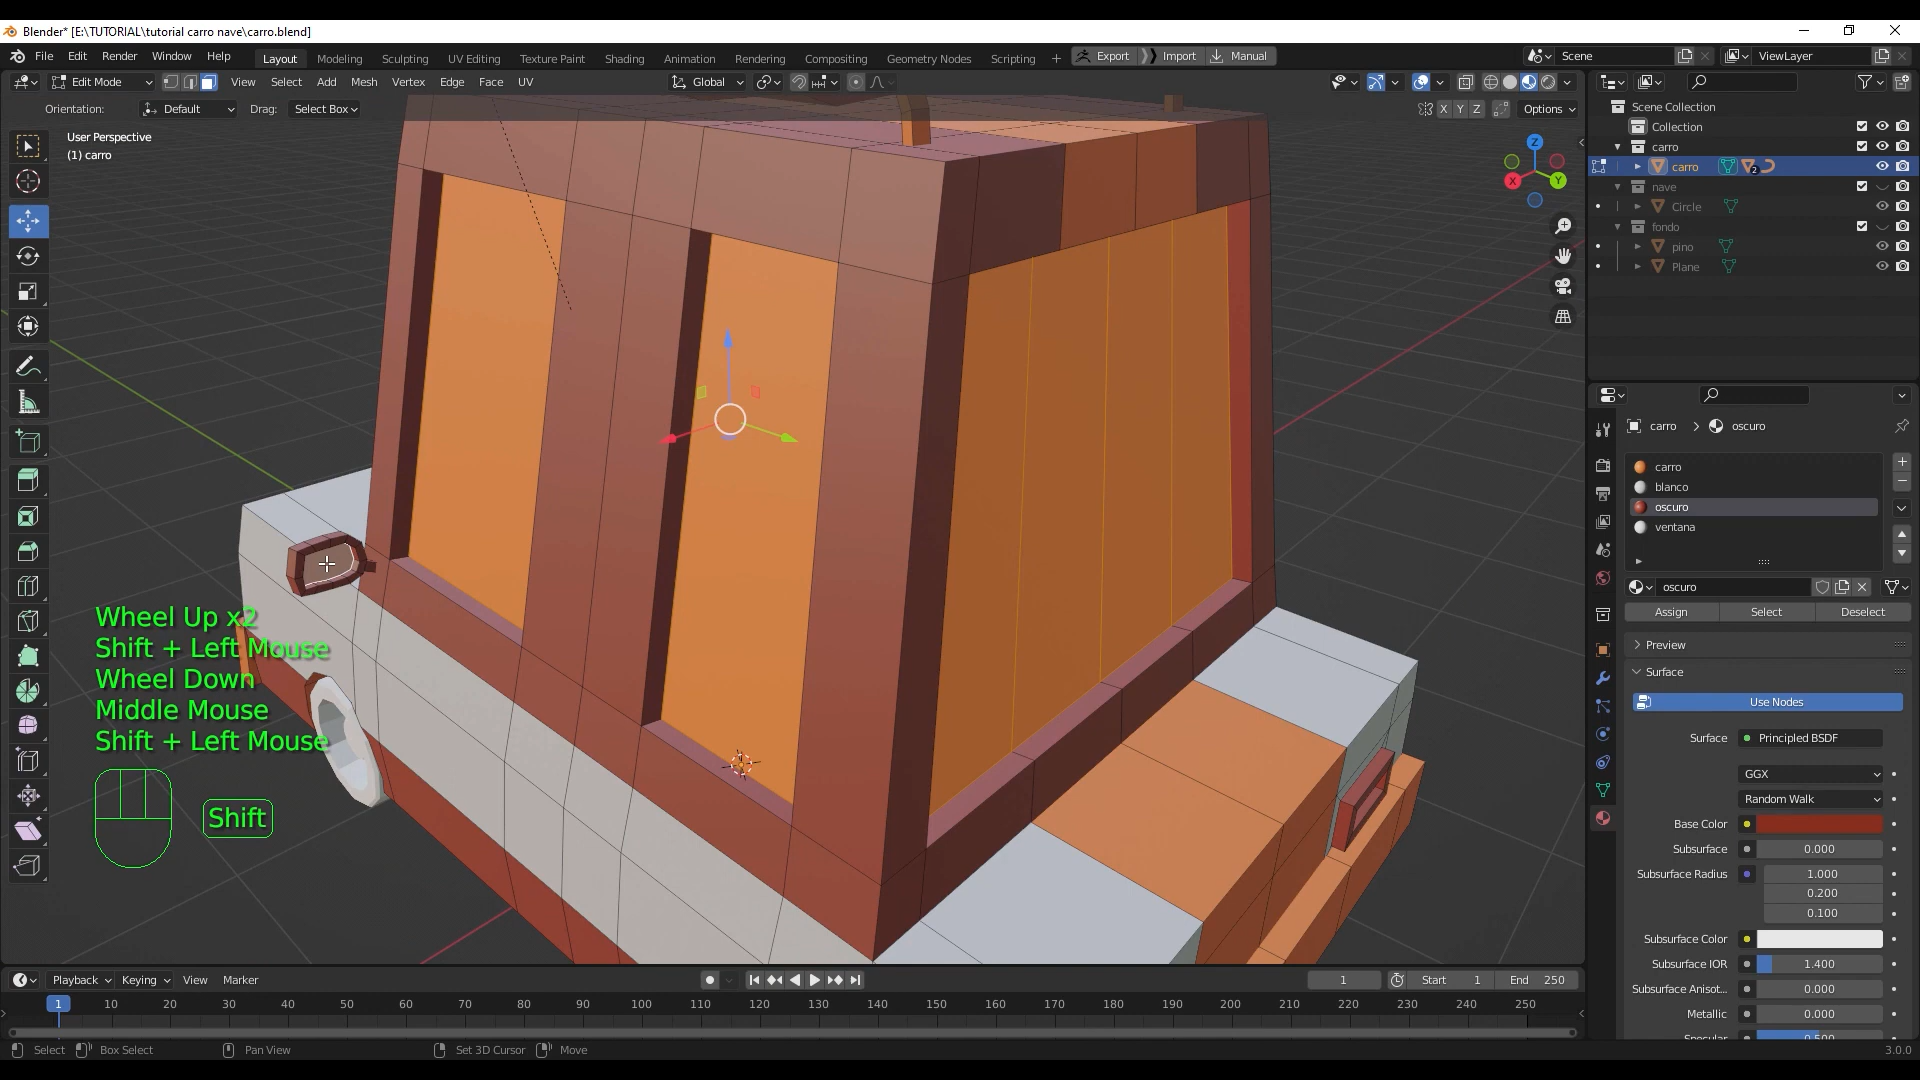 Blender* [E:\TUTORIAL\tutorial carro nave\carro.blend]
File Edit Render Window Help Layout Modeling Sculpting UV Editing Texture Paint Shading Animation Rendering Compositing Geometry Nodes Scripting + Export Import Manual Scene ViewLayer
Edit Mode View Select Add Mesh Vertex Edge Face UV Global
Orientation: Default Drag: Select Box X Y Z Options
User Perspective
(1) carro
Z
X Y
Scene Collection
Collection
carro
carro 2
nave
Circle
fondo
pino
Plane
carro > oscuro
carro
blanco
oscuro
ventana
oscuro
Assign Select Deselect
Preview
Surface
Use Nodes
Surface Principled BSDF
GGX
Random Walk
Base Color
Subsurface 0.000
Subsurface Radius 1.000
0.200
0.100
Subsurface Color
Subsurface IOR 1.400
Subsurface Anisot... 0.000
Metallic 0.000
Wheel Up x2
Shift + Left Mouse
Wheel Down
Middle Mouse
Shift + Left Mouse
Shift
Playback Keying View Marker 1 Start 1 End 250
1 10 20 30 40 50 60 70 80 90 100 110 120 130 140 150 160 170 180 190 200 210 220 230 240 250
Select Box Select Pan View Set 3D Cursor Move 3.0.0